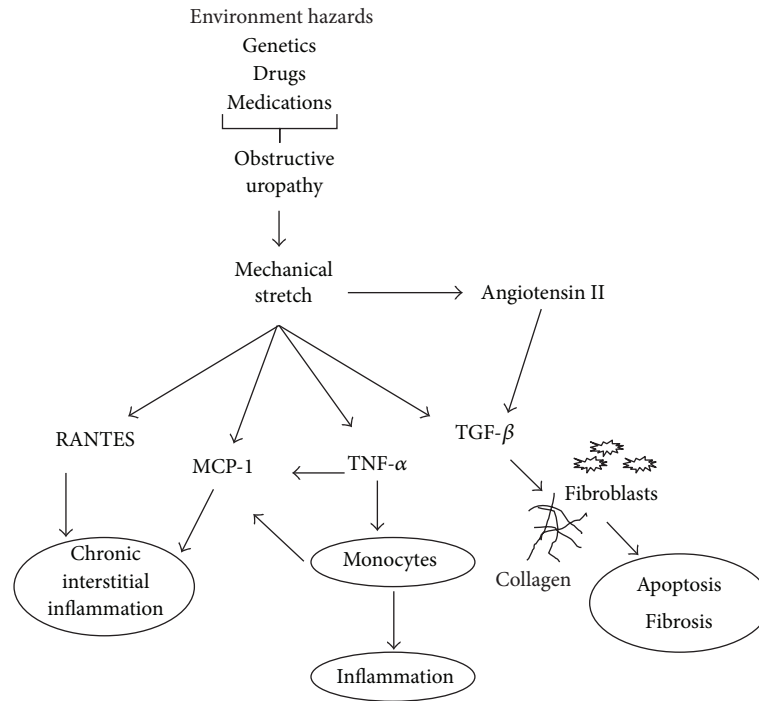 Environment hazards
Genetics
Drugs
Medications
Obstructive
uropathy
Mechanical
stretch
Angiotensin II
RANTES
MCP-1
TNF-α
TGF-β
Fibroblasts
Collagen
Chronic
interstitial
inflammation
Monocytes
Apoptosis
Fibrosis
Inflammation